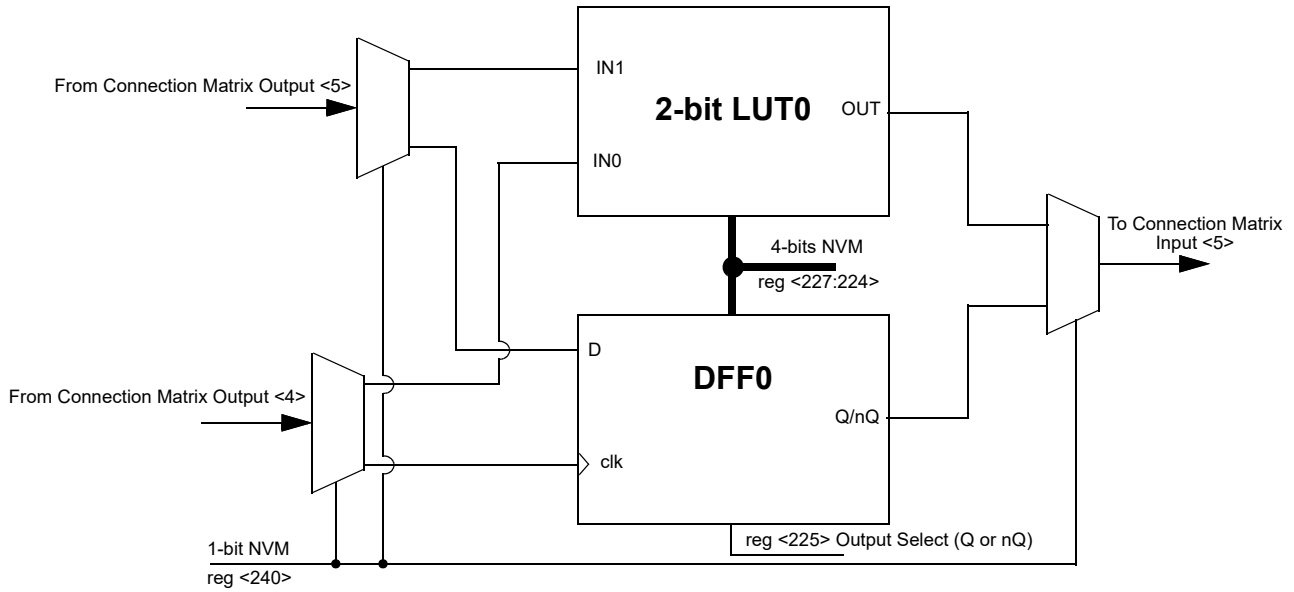 From Connection Matrix Output <5>
IN1
2-bit LUT0
OUT
IN0
To Connection Matrix
Input <5>
4-bits NVM
reg <227:224>
D
DFF0
From Connection Matrix Output <4>
Q/nQ
clk
reg <225> Output Select (Q or nQ)
1-bit NVM
reg <240>